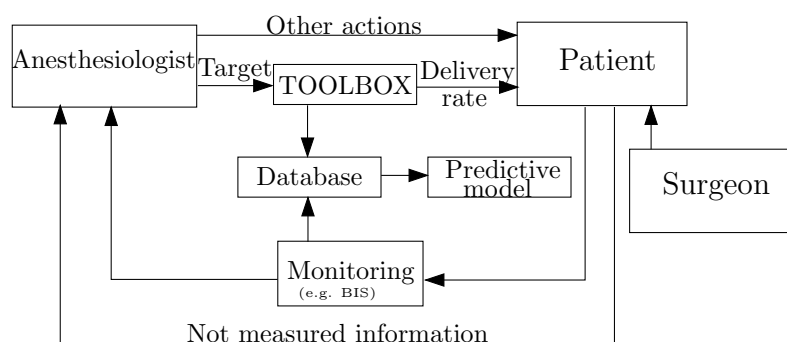 Other actions
Anesthesiologist
Patient
Target
TOOLBOX
Delivery
rate
Database
Predictive
model
Surgeon
Monitoring
(e.g. BIS)
Not measured information